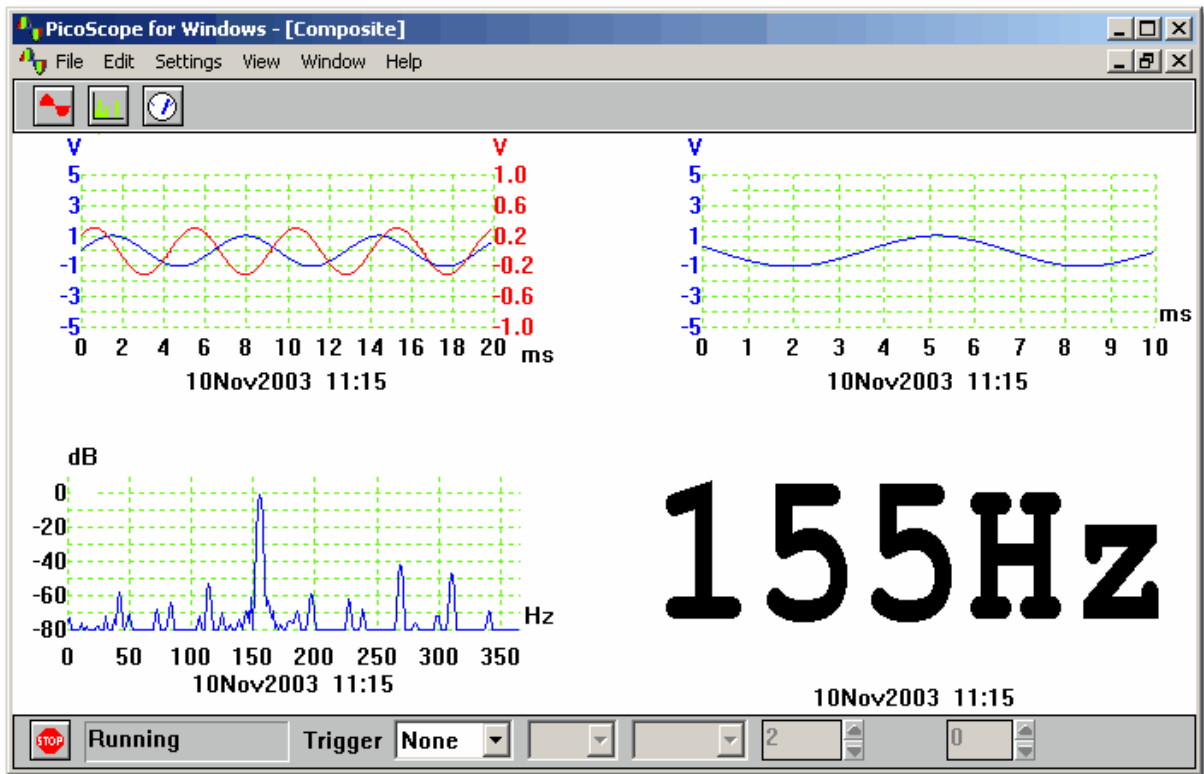 PicoScope for Windows - [Composite]
File Edit Settings View Window Help
V V
5 1.0
3 0.6
1 0.2
-1 -0.2
-3 -0.6
-5 -1.0
0 2 4 6 8 10 12 14 16 18 20 ms
10Nov2003 11:15
V
5
3
1
-1
-3
-5
ms
0 1 2 3 4 5 6 7 8 9 10
10Nov2003 11:15
dB
0
-20
-40
-60
-80
Hz
0 50 100 150 200 250 300 350
10Nov2003 11:15
155Hz
10Nov2003 11:15
STOP Running Trigger None 2 0